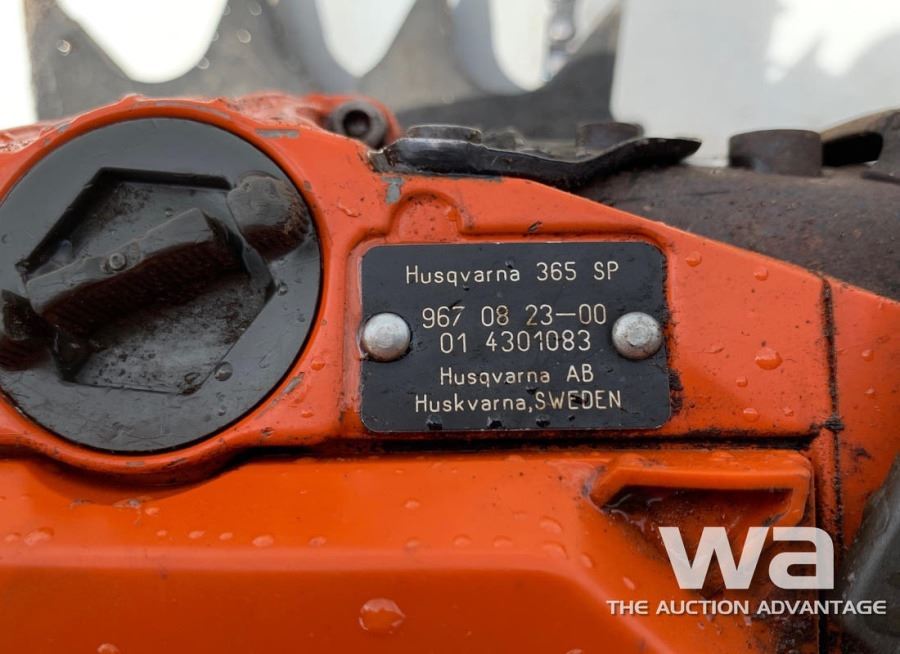 Husqvarna 365 SP
967 08 23-00
01 4301083
Husqvarna AB
Huskvarna,SWEDEN
wa
THE AUCTION ADVANTAGE